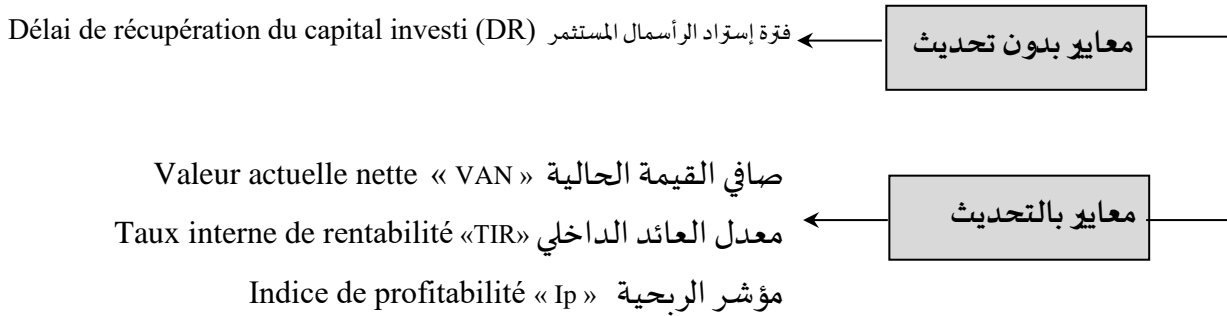 معايير بدون تحديث
فترة إستراد الرأسمال المستثمر Délai de récupération du capital investi (DR)
معايير بالتحديث
صافي القيمة الحالية « VAN » Valeur actuelle nette
معدل العائد الداخلي «TIR» Taux interne de rentabilité
مؤشر الربحية « Ip » Indice de profitabilité